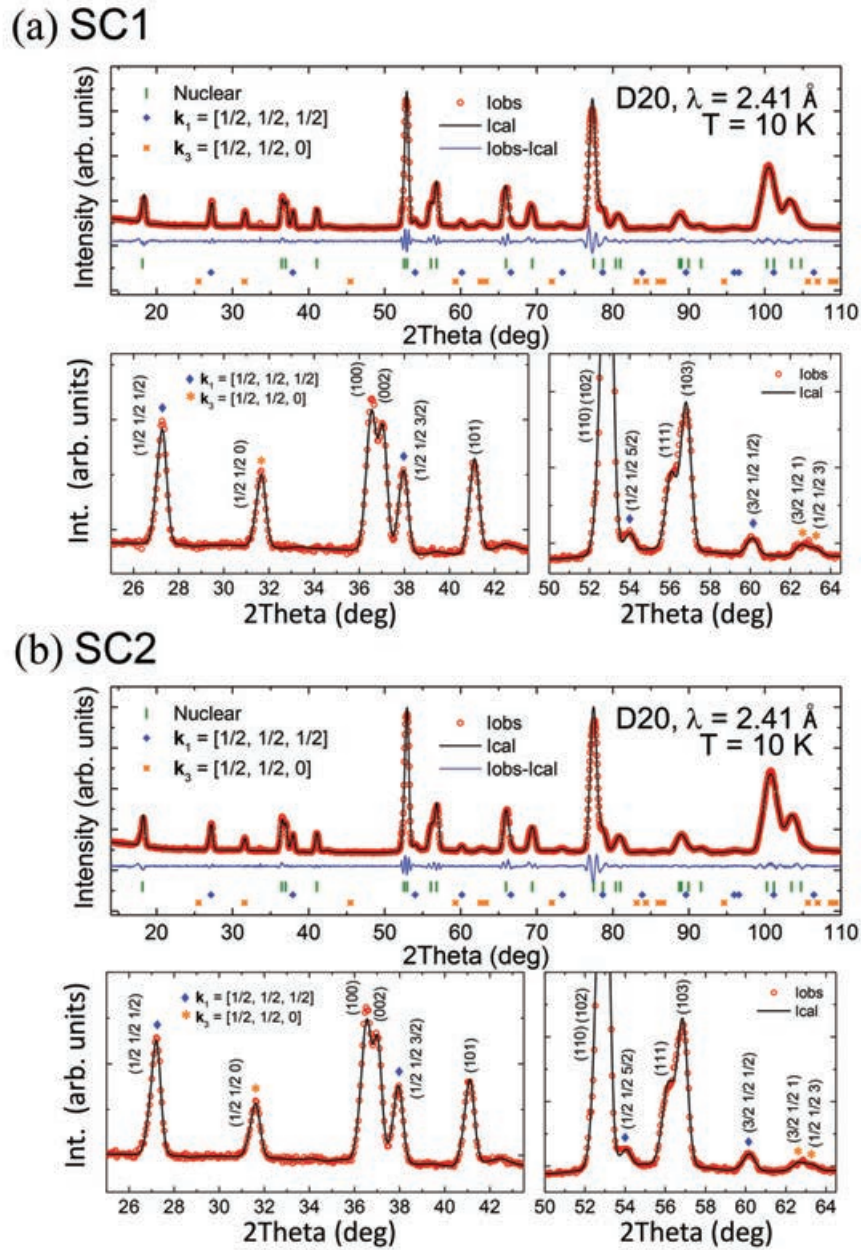 (a) SC1
Nuclear
k1 = [1/2, 1/2, 1/2]
k3 = [1/2, 1/2, 0]
Iobs
Ical
Iobs-Ical
D20, λ = 2.41 Å
T = 10 K
Intensity (arb. units)
20 30 40 50 60 70 80 90 100 110
2Theta (deg)
k1 = [1/2, 1/2, 1/2]
k3 = [1/2, 1/2, 0]
(1/2 1/2 1/2)
(1/2 1/2 0)
(100)
(002)
(1/2 1/2 3/2)
(101)
Int. (arb. units)
26 28 30 32 34 36 38 40 42
2Theta (deg)
Iobs
Ical
(110) (102)
(1/2 1/2 5/2)
(111)
(103)
(3/2 1/2 1/2)
(3/2 1/2 1)
(1/2 1/2 3)
50 52 54 56 58 60 62 64
2Theta (deg)
(b) SC2
Nuclear
k1 = [1/2, 1/2, 1/2]
k3 = [1/2, 1/2, 0]
Iobs
Ical
Iobs-Ical
D20, λ = 2.41 Å
T = 10 K
Intensity (arb. units)
20 30 40 50 60 70 80 90 100 110
2Theta (deg)
k1 = [1/2, 1/2, 1/2]
k3 = [1/2, 1/2, 0]
(1/2 1/2 1/2)
(1/2 1/2 0)
(100)
(002)
(1/2 1/2 3/2)
(101)
Int. (arb. units)
26 28 30 32 34 36 38 40 42
2Theta (deg)
Iobs
Ical
(110) (102)
(1/2 1/2 5/2)
(111)
(103)
(3/2 1/2 1/2)
(3/2 1/2 1)
(1/2 1/2 3)
50 52 54 56 58 60 62 64
2Theta (deg)